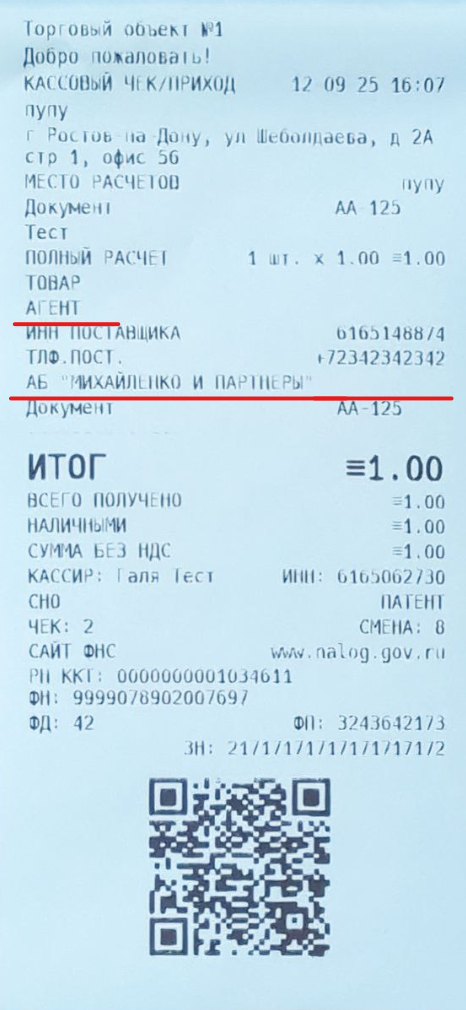 Торговый объект №1
Добро пожаловать!
КАССОВЫЙ ЧЕК/ПРИХОД 12 09 25 16:07
пупу
г Ростов-на-Дону, ул Шеболдаева, д 2А
стр 1, офис 56
МЕСТО РАСЧЕТОВ пупу
Документ АА-125
Тест
ПОЛНЫЙ РАСЧЕТ 1 шт. x 1.00 ≡1.00
ТОВАР
АГЕНТ
ИНН ПОСТАВЩИКА 6165148874
ТЛФ.ПОСТ. +72342342342
АБ "МИХАЙЛЕНКО И ПАРТНЕРЫ"
Документ АА-125
ИТОГ ≡1.00
ВСЕГО ПОЛУЧЕНО ≡1.00
НАЛИЧНЫМИ ≡1.00
СУММА БЕЗ НДС ≡1.00
КАССИР: Галя Тест ИНН: 6165062730
СНО ПАТЕНТ
ЧЕК: 2 СМЕНА: 8
САЙТ ФНС www.nalog.gov.ru
РН ККТ: 0000000001034611
ФН: 9999078902007697
ФД: 42 ФП: 3243642173
ЗН: